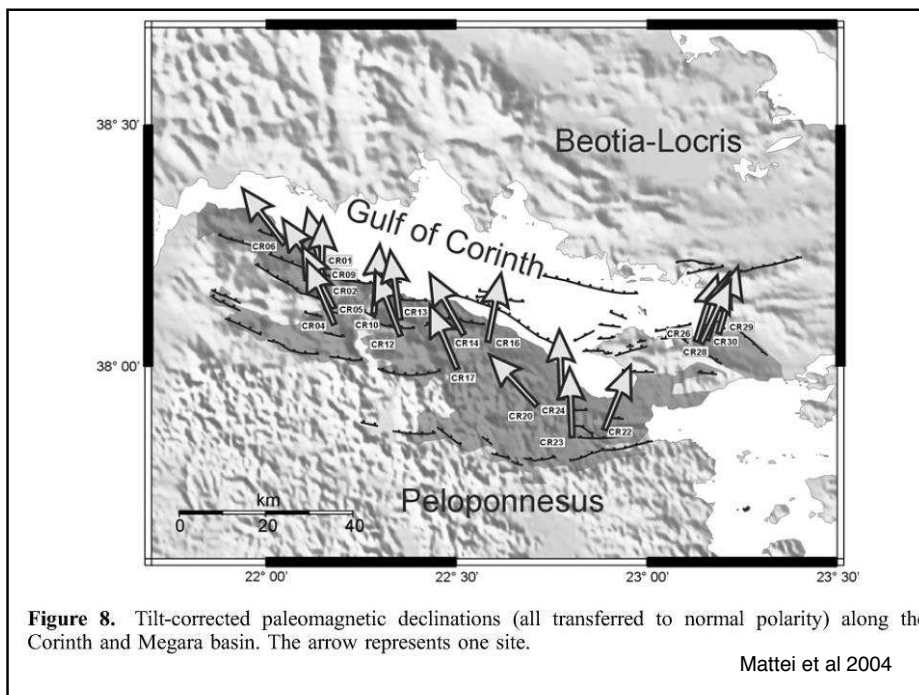 38° 30'
Beotia-Locris
Gulf of Corinth
CR06
CR01
CR09
CR02
CR05
CR04
CR10
CR13
CR12
CR14
CR16
CR17
CR26
CR29
CR28
CR30
38° 00'
CR20
CR24
CR23
CR22
km
Peloponnesus
0 20 40
22° 00' 22° 30' 23° 00' 23° 30'
Figure 8. Tilt-corrected paleomagnetic declinations (all transferred to normal polarity) along the
Corinth and Megara basin. The arrow represents one site.
Mattei et al 2004